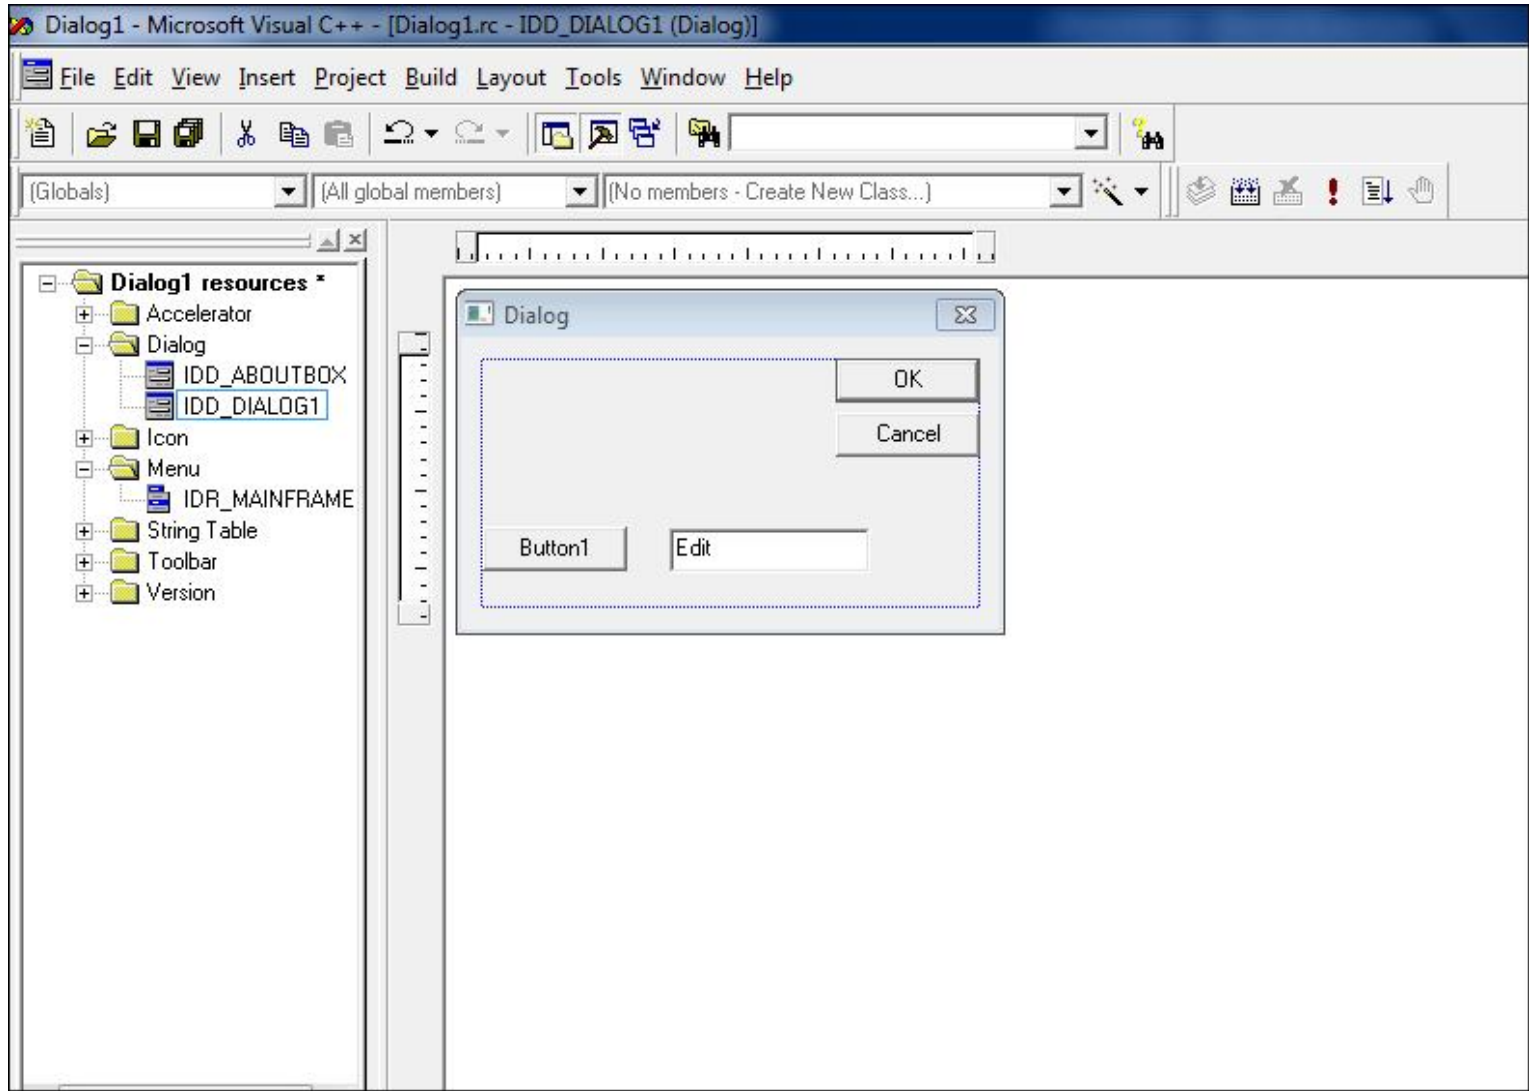 Dialog1 - Microsoft Visual C++ - [Dialog1.rc - IDD_DIALOG1 (Dialog)]
File Edit View Insert Project Build Layout Tools Window Help
(Globals) (All global members) (No members - Create New Class...)
Dialog1 resources *
Accelerator
Dialog
IDD_ABOUTBOX
IDD_DIALOG1
Icon
Menu
IDR_MAINFRAME
String Table
Toolbar
Version
Dialog
OK
Cancel
Button1 Edit